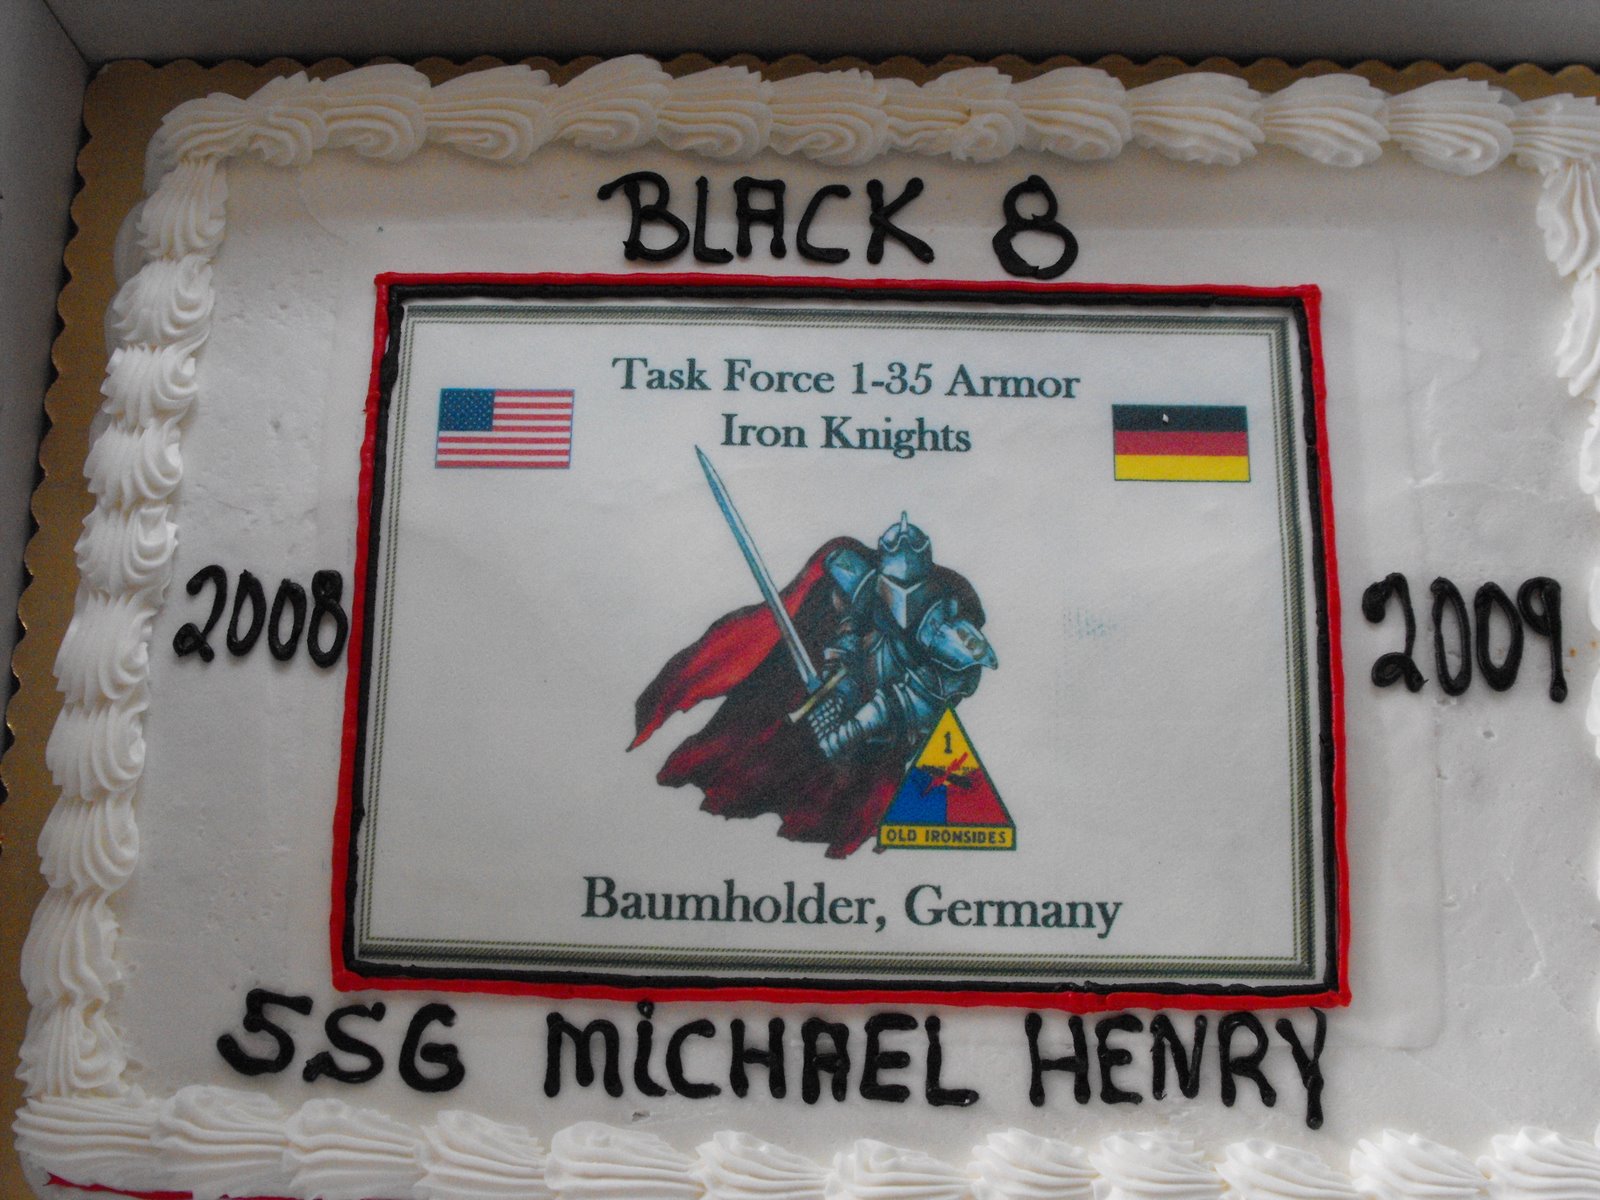 BLACK 8
Task Force 1-35 Armor
Iron Knights
2008
2009
1
OLD IRONSIDES
Baumholder, Germany
SSG MiCHAEL HENRY